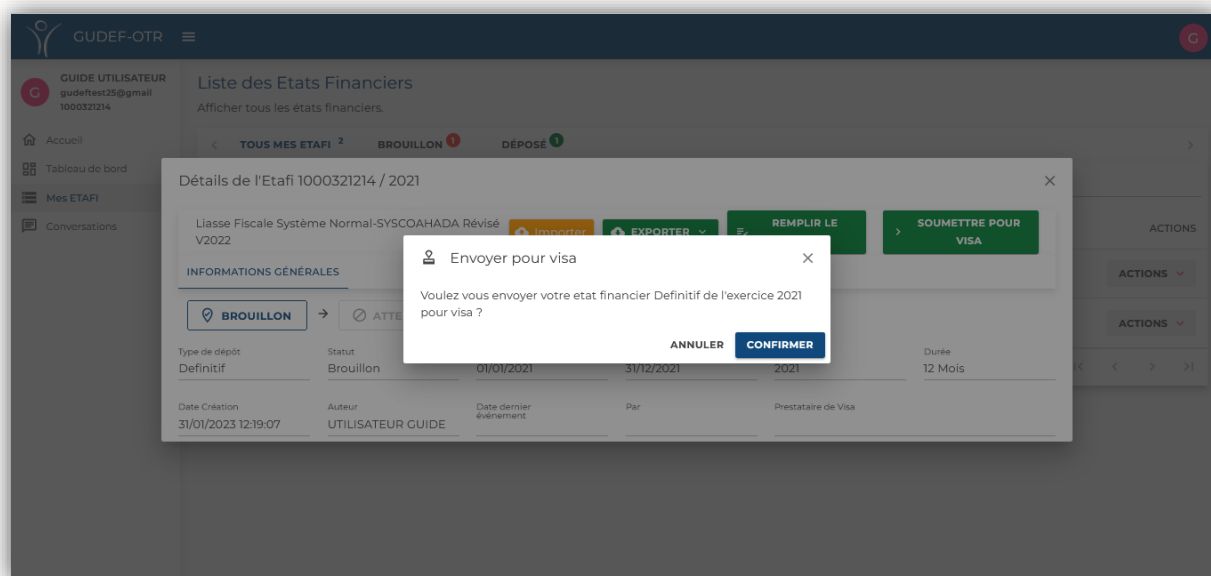 GUDEF-OTR
G
G
GUIDE UTILISATEUR
gudeftest25@gmail
1000321214
Accueil
Tableau de bord
Mes ETAFI
Conversations
Liste des Etats Financiers
Afficher tous les états financiers.
TOUS MES ETAFI 2
BROUILLON 1
DÉPOSÉ 1
ACTIONS
ACTIONS
ACTIONS
Détails de l'Etafi 1000321214 / 2021
Liasse Fiscale Système Normal-SYSCOAHADA Révisé
V2022
Importer
EXPORTER
REMPLIR LE
SOUMETTRE POUR
VISA
INFORMATIONS GÉNÉRALES
BROUILLON
ATTE
Envoyer pour visa
Voulez vous envoyer votre etat financier Definitif de l'exercice 2021
pour visa ?
ANNULER
CONFIRMER
Type de dépôt
Definitif
Statut
Brouillon
01/01/2021
31/12/2021
2021
Durée
12 Mois
Date Création
31/01/2023 12:19:07
Auteur
UTILISATEUR GUIDE
Date dernier
événement
Par
Prestataire de Visa